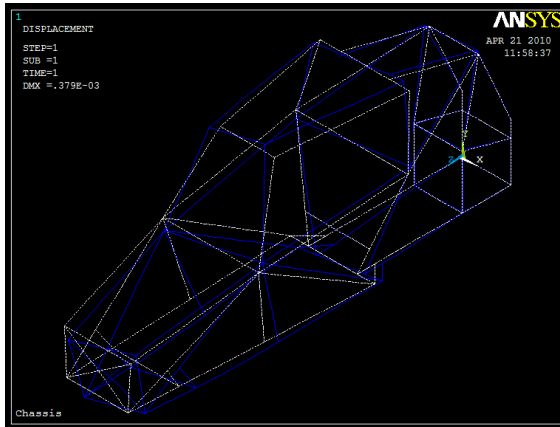 1
DISPLACEMENT
STEP=1
SUB =1
TIME=1
DMX =.379E-03
ANSYS
APR 21 2010
11:58:37
Y
Z X
Chassis